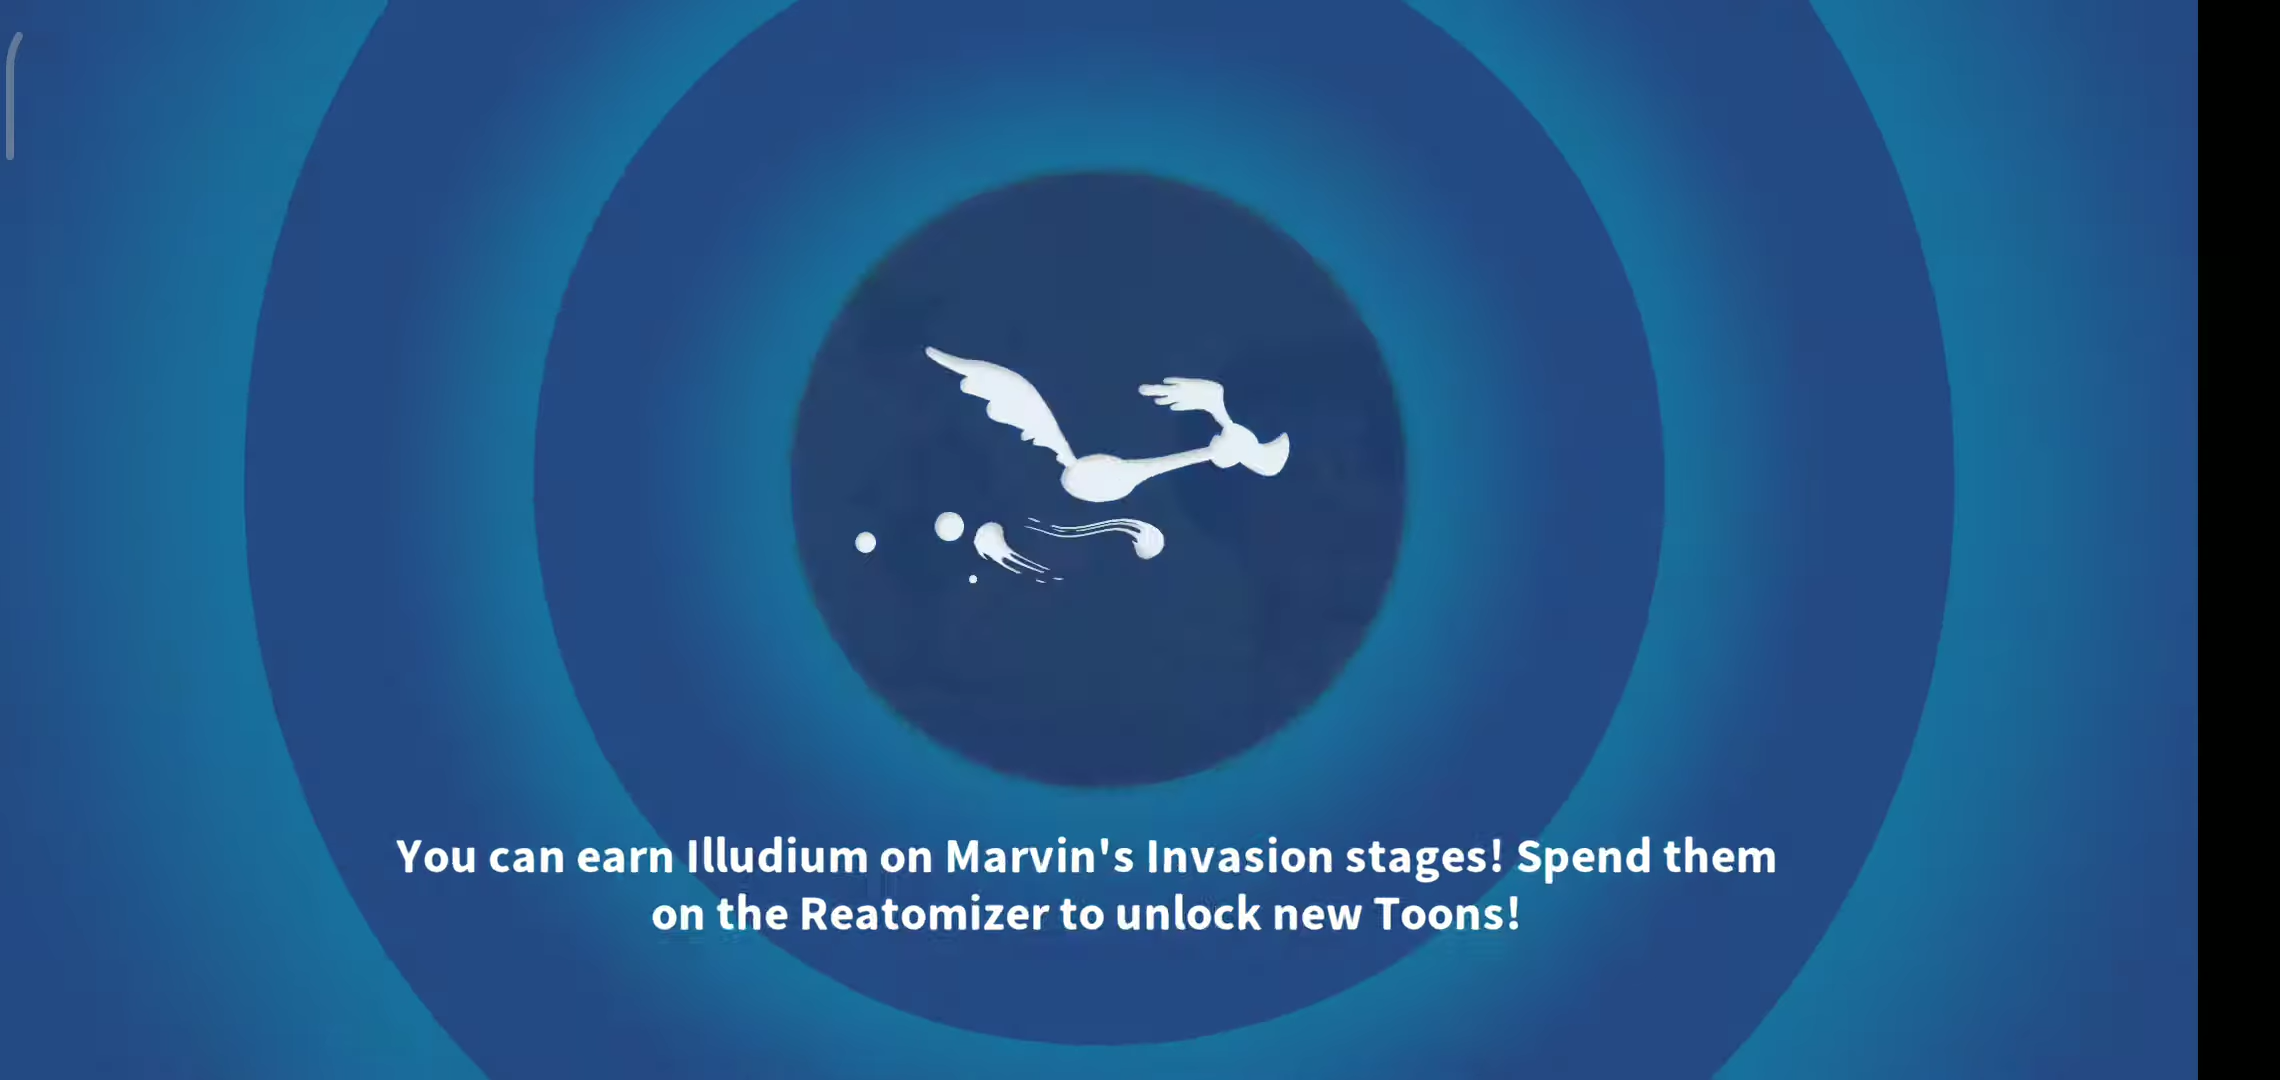 You can earn Illudium on Marvin's Invasion stages! Spend them
on the Reatomizer to unlock new Toons!